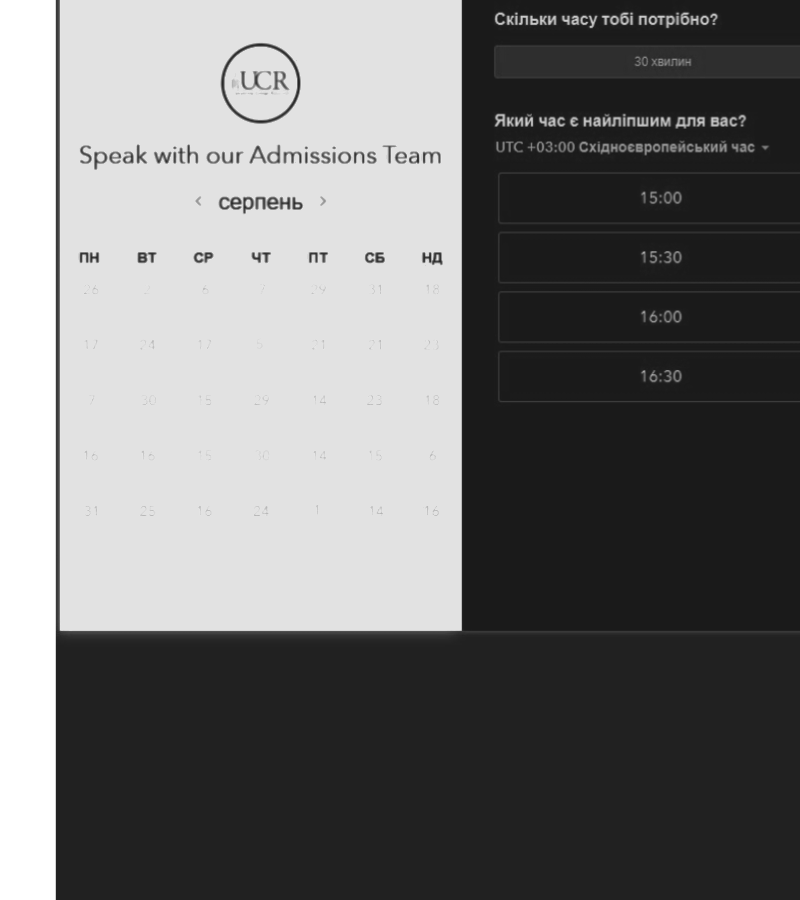 UCR
Speak with our Admissions Team
‹ серпень ›
ПН ВТ СР ЧТ ПТ СБ НД
26 2 6 7 29 31 18
17 24 17 6 21 21 23
7 30 15 29 14 23 18
16 16 15 30 14 15 6
31 25 16 24 1 14 16
Скільки часу тобі потрібно?
30 хвилин
Який час є найліпшим для вас?
UTC +03:00 Східноєвропейський час
15:00
15:30
16:00
16:30